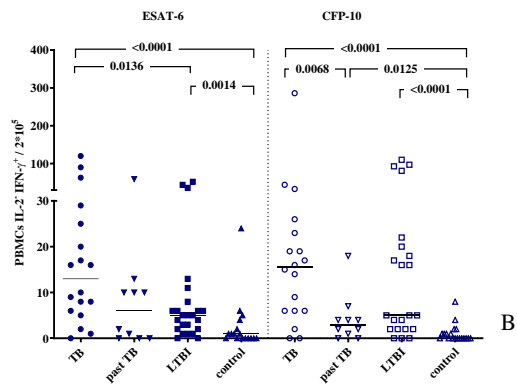 ESAT-6 CFP-10
<0.0001 <0.0001
0.0136 0.0068 0.0125
0.0014 <0.0001
PBMCs IL-2⁻ IFN-γ⁺ / 2*10⁵
400
300
200
100
30
20
10
0
TB past TB LTBI control TB past TB LTBI control
B